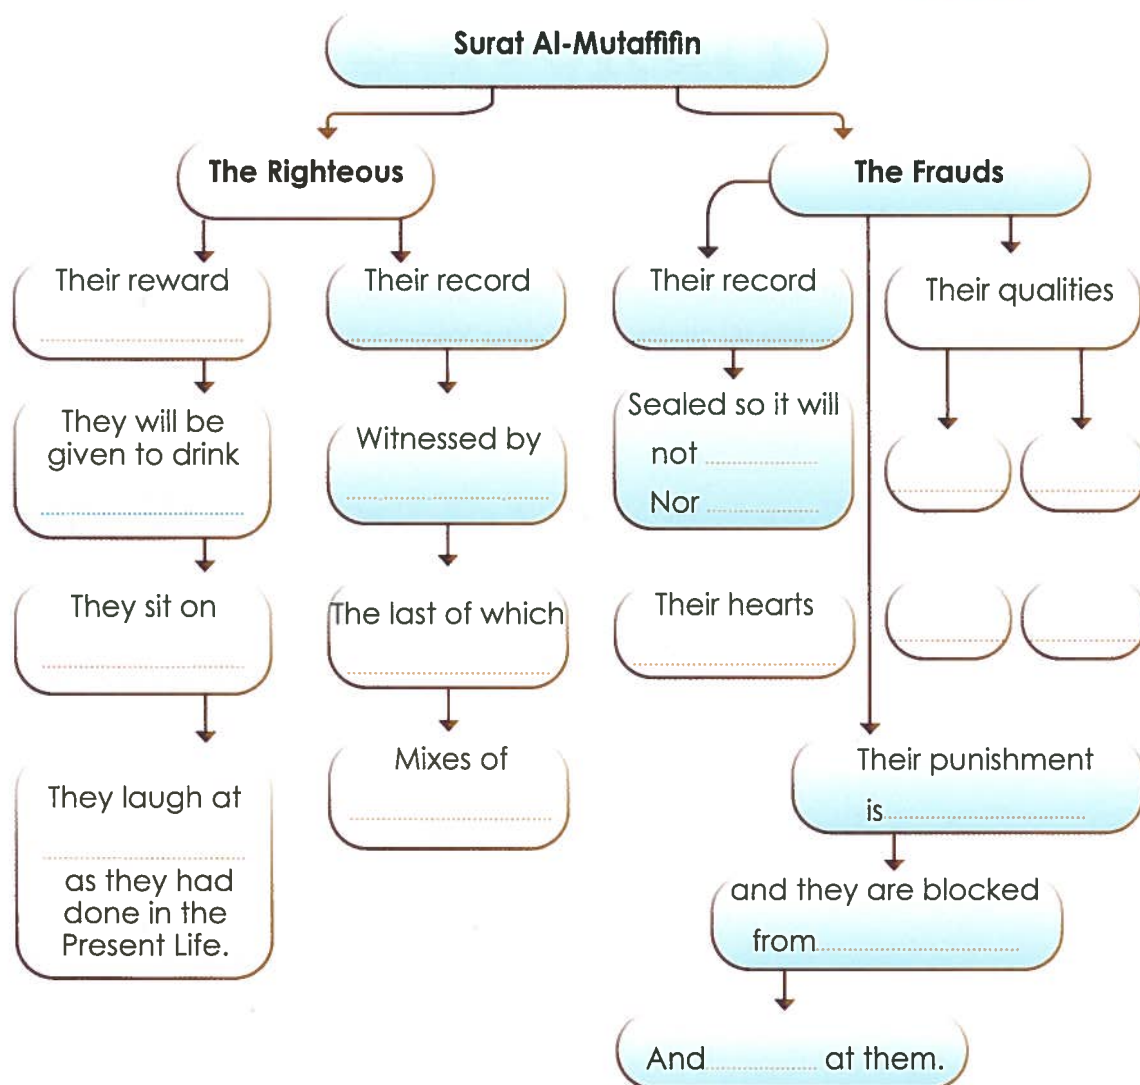 Surat Al-Mutaffifin
The Righteous
The Frauds
Their reward
Their record
Their record
Their qualities
They will be
given to drink
Witnessed by
Sealed so it will
not
Nor
They sit on
The last of which
Their hearts
They laugh at
as they had
done in the
Present Life.
Mixes of
Their punishment
is
and they are blocked
from
And at them.